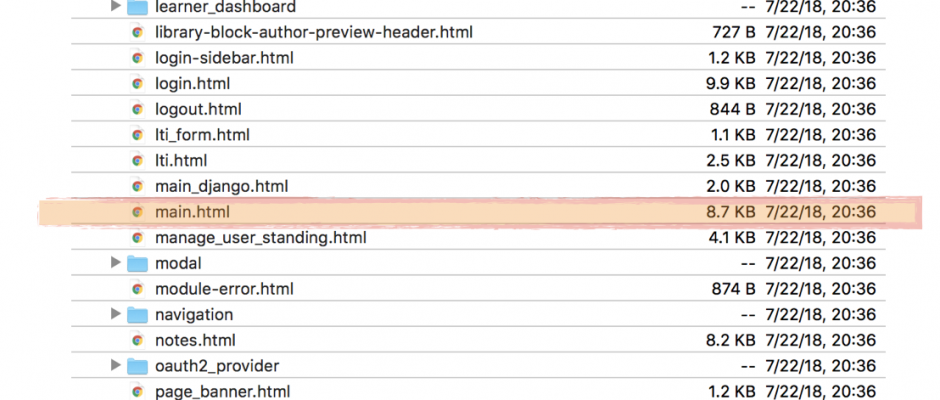 learner_dashboard -- 7/22/18, 20:36
library-block-author-preview-header.html 727 B 7/22/18, 20:36
login-sidebar.html 1.2 KB 7/22/18, 20:36
login.html 9.9 KB 7/22/18, 20:36
logout.html 844 B 7/22/18, 20:36
lti_form.html 1.1 KB 7/22/18, 20:36
lti.html 2.5 KB 7/22/18, 20:36
main_django.html 2.0 KB 7/22/18, 20:36
main.html 8.7 KB 7/22/18, 20:36
manage_user_standing.html 4.1 KB 7/22/18, 20:36
modal -- 7/22/18, 20:36
module-error.html 874 B 7/22/18, 20:36
navigation -- 7/22/18, 20:36
notes.html 8.2 KB 7/22/18, 20:36
oauth2_provider -- 7/22/18, 20:36
page_banner.html 1.2 KB 7/22/18, 20:36